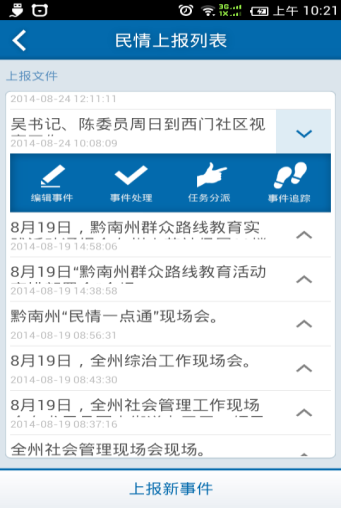 3G
1X
上午 10:21
民情上报列表
上报文件
2014-08-24 12:11:11
吴书记、陈委员周日到西门社区视
2014-08-24 10:08:09
编辑事件
事件处理
任务分派
事件追踪
8月19日，黔南州群众路线教育实
2014-08-19 14:58:06
8月19日“黔南州群众路线教育活动
2014-08-19 14:38:58
黔南州“民情一点通”现场会。
2014-08-19 08:56:31
8月19日，全州综治工作现场会。
2014-08-19 08:43:30
8月19日，全州社会管理工作现场
2014-08-19 08:37:16
全州社会管理现场会现场。
上报新事件